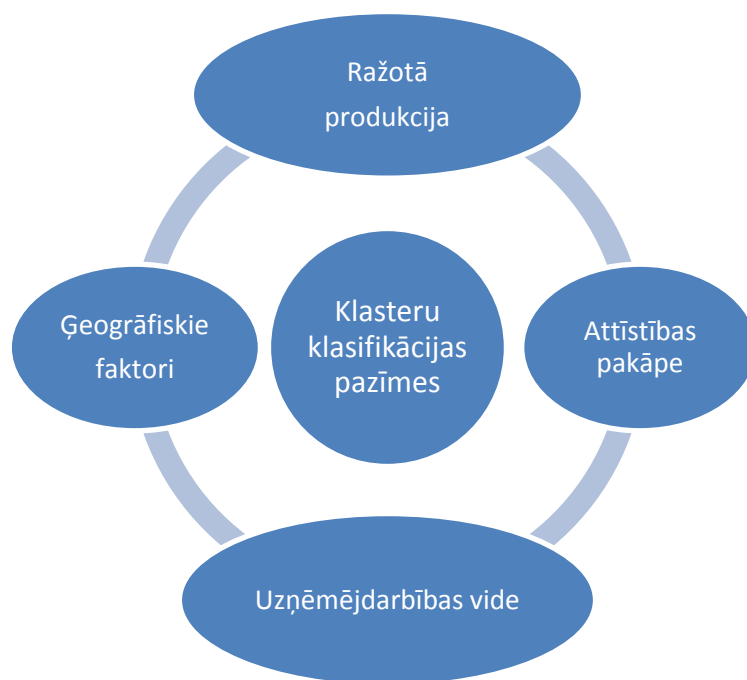 Ražotā
produkcija
Ģeogrāfiskie
faktori
Klasteru
klasifikācijas
pazīmes
Attīstības
pakāpe
Uzņēmējdarbības vide